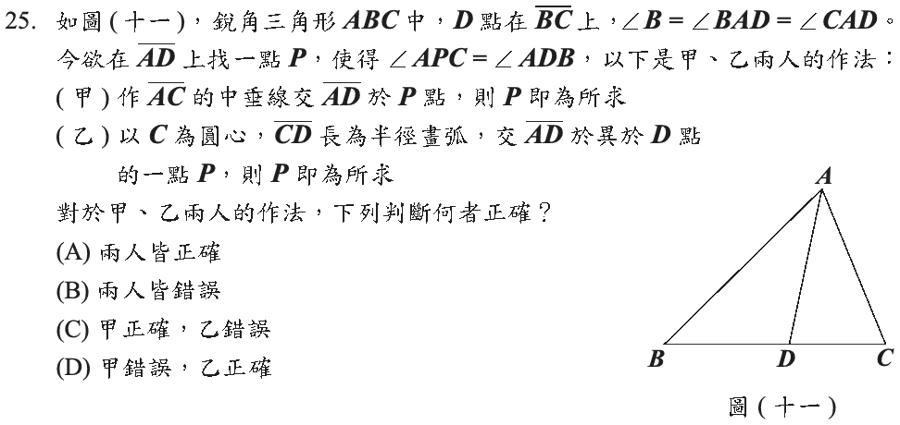 25. 如圖(十一)，銳角三角形 ABC 中，D 點在 BC 上，∠B = ∠BAD = ∠CAD。
今欲在 AD 上找一點 P，使得 ∠APC = ∠ADB，以下是甲、乙兩人的作法：
(甲) 作 AC 的中垂線交 AD 於 P 點，則 P 即為所求
(乙) 以 C 為圓心，CD 長為半徑畫弧，交 AD 於異於 D 點
的一點 P，則 P 即為所求
對於甲、乙兩人的作法，下列判斷何者正確？
(A) 兩人皆正確
(B) 兩人皆錯誤
(C) 甲正確，乙錯誤
(D) 甲錯誤，乙正確
A
B D C
圖(十一)